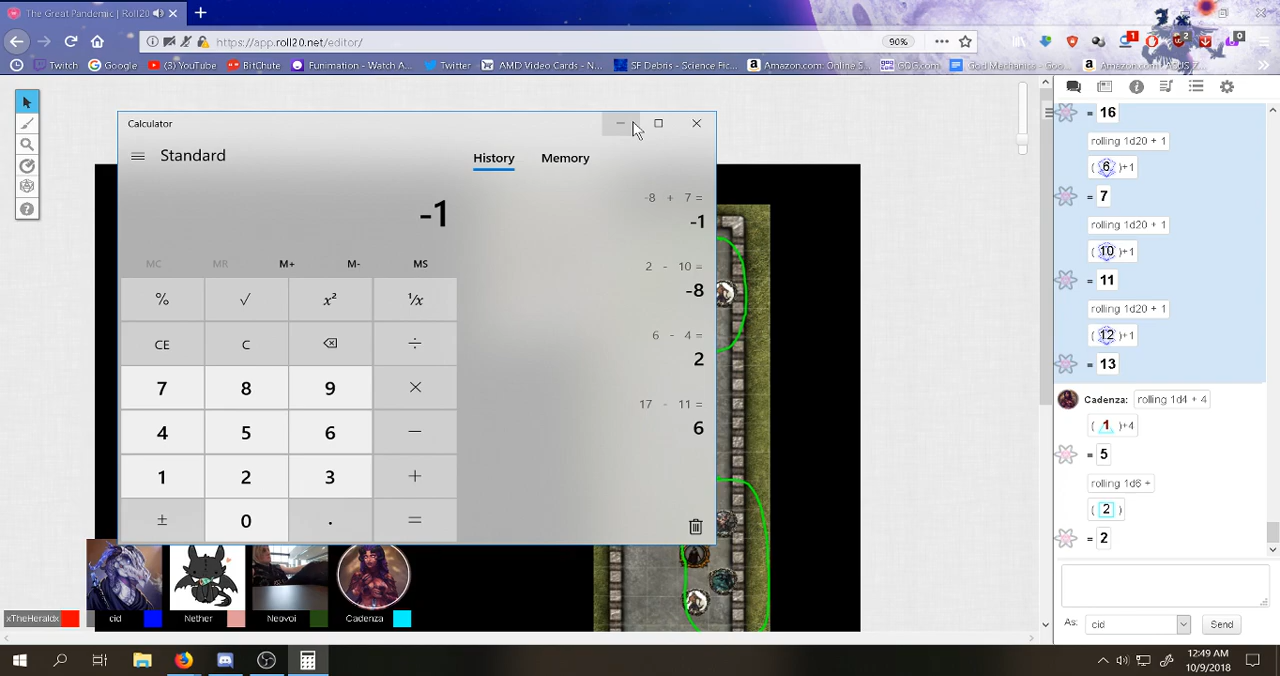 The Great Pandemic | Roll20
https://app.roll20.net/editor/
90%
Twitch
Google
(3) YouTube
BitChute
Funimation - Watch A...
Twitter
AMD Video Cards - N...
SF Debris - Science Fic...
Amazon.com: Online S...
GOG.com
God Mechanics - Goo...
Calculator
Standard
History
Memory
-1
-8 + 7 =
-1
2 - 10 =
-8
6 - 4 =
2
17 - 11 =
6
MC MR M+ M- MS
% √ x² ¹/x
CE C ÷
7 8 9 ×
4 5 6 −
1 2 3 +
± 0 . =
= 16
rolling 1d20 + 1
( 6 )+1
= 7
rolling 1d20 + 1
( 10 )+1
= 11
rolling 1d20 + 1
( 12 )+1
= 13
Cadenza: rolling 1d4 + 4
( 1 )+4
= 5
rolling 1d6 +
( 2 )
= 2
As: cid Send
xTheHeraldx
cid
Nether
Neovoi
Cadenza
12:49 AM
10/9/2018